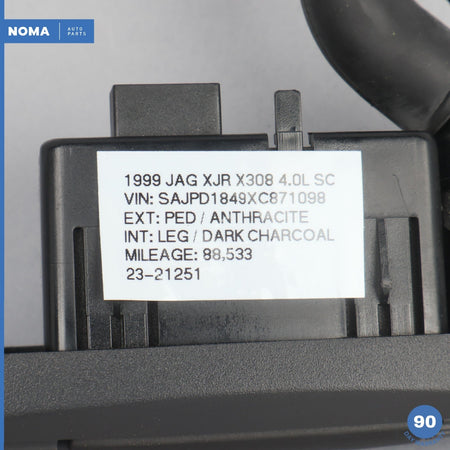 NOMA AUTO
PARTS
1999 JAG XJR X308 4.0L SC
VIN: SAJPD1849XC871098
EXT: PED / ANTHRACITE
INT: LEG / DARK CHARCOAL
MILEAGE: 88,533
23-21251
90